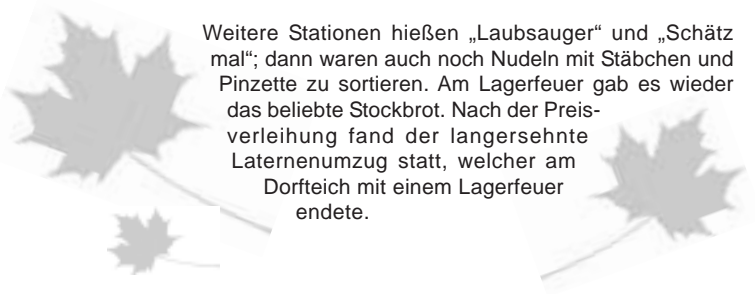 Weitere Stationen hießen „Laubsauger“ und „Schätz
mal“; dann waren auch noch Nudeln mit Stäbchen und
Pinzette zu sortieren. Am Lagerfeuer gab es wieder
das beliebte Stockbrot. Nach der Preis-
verleihung fand der langersehnte
Laternenumzug statt, welcher am
Dorfteich mit einem Lagerfeuer
endete.